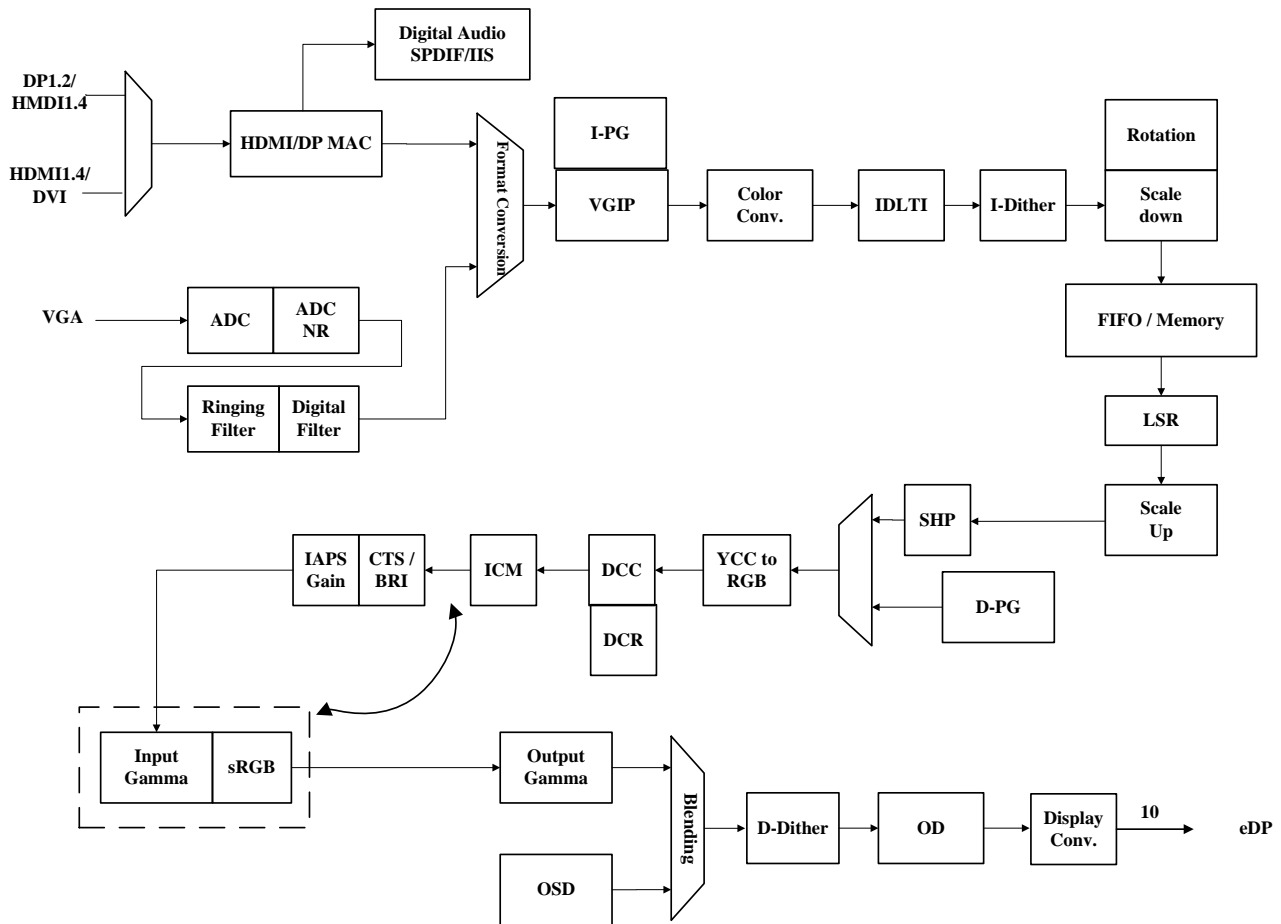 Digital Audio
SPDIF/IIS
DP1.2/
HMDI1.4
HDMI/DP MAC
HDMI1.4/
DVI
Format Conversion
I-PG
VGIP
Color
Conv.
IDLTI
I-Dither
Rotation
Scale
down
VGA
ADC
ADC
NR
FIFO / Memory
Ringing
Filter
Digital
Filter
LSR
Scale
Up
SHP
D-PG
YCC to
RGB
DCC
DCR
ICM
CTS /
BRI
IAPS
Gain
Input
Gamma
sRGB
Output
Gamma
OSD
Blending
D-Dither
OD
Display
Conv.
10
eDP